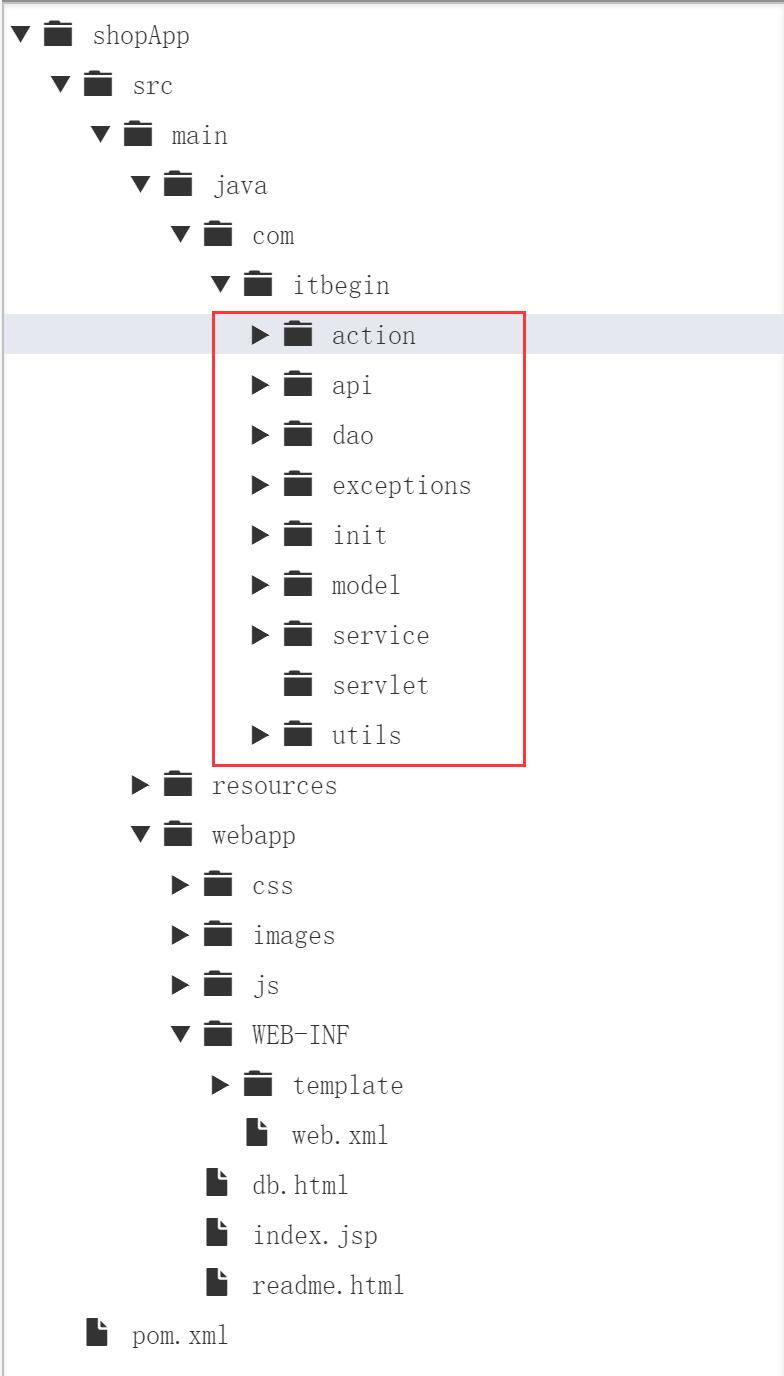 shopApp
src
main
java
com
itbegin
action
api
dao
exceptions
init
model
service
servlet
utils
resources
webapp
css
images
js
WEB-INF
template
web.xml
db.html
index.jsp
readme.html
pom.xml